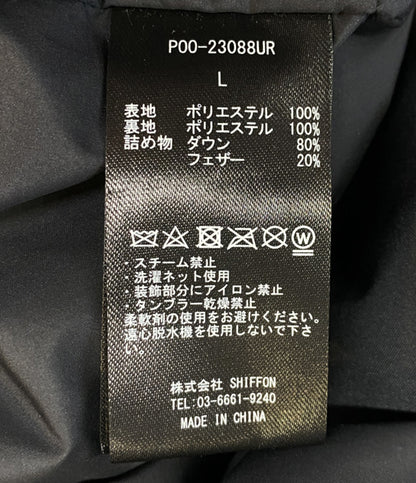 P00-23088UR
L
表地 ポリエステル 100%
裏地 ポリエステル 100%
詰め物 ダウン 80%
フェザー 20%
W
・スチーム禁止
・洗濯ネット使用
・装飾部分にアイロン禁止
・タンブラー乾燥禁止
柔軟剤の使用をお避けください。
遠心脱水機を使用しないで下さ
い。
株式会社 SHIFFON
TEL:03-6661-9240
MADE IN CHINA